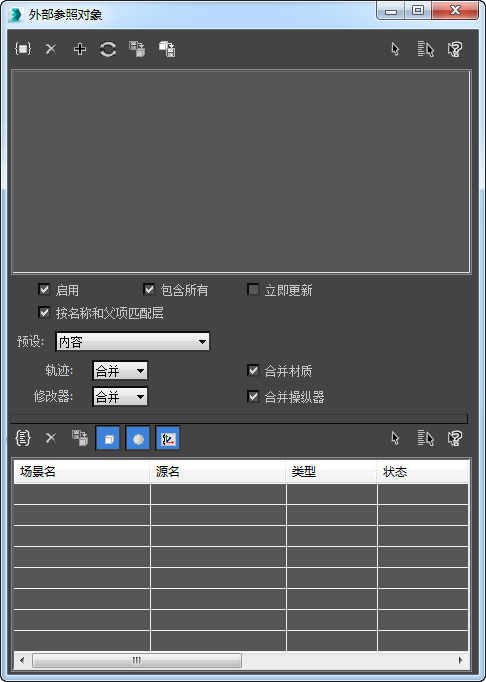 外部参照对象
启用 包含所有 立即更新
按名称和父项匹配层
预设: 内容
轨迹: 合并 合并材质
修改器: 合并 合并操纵器
场景名 源名 类型 状态